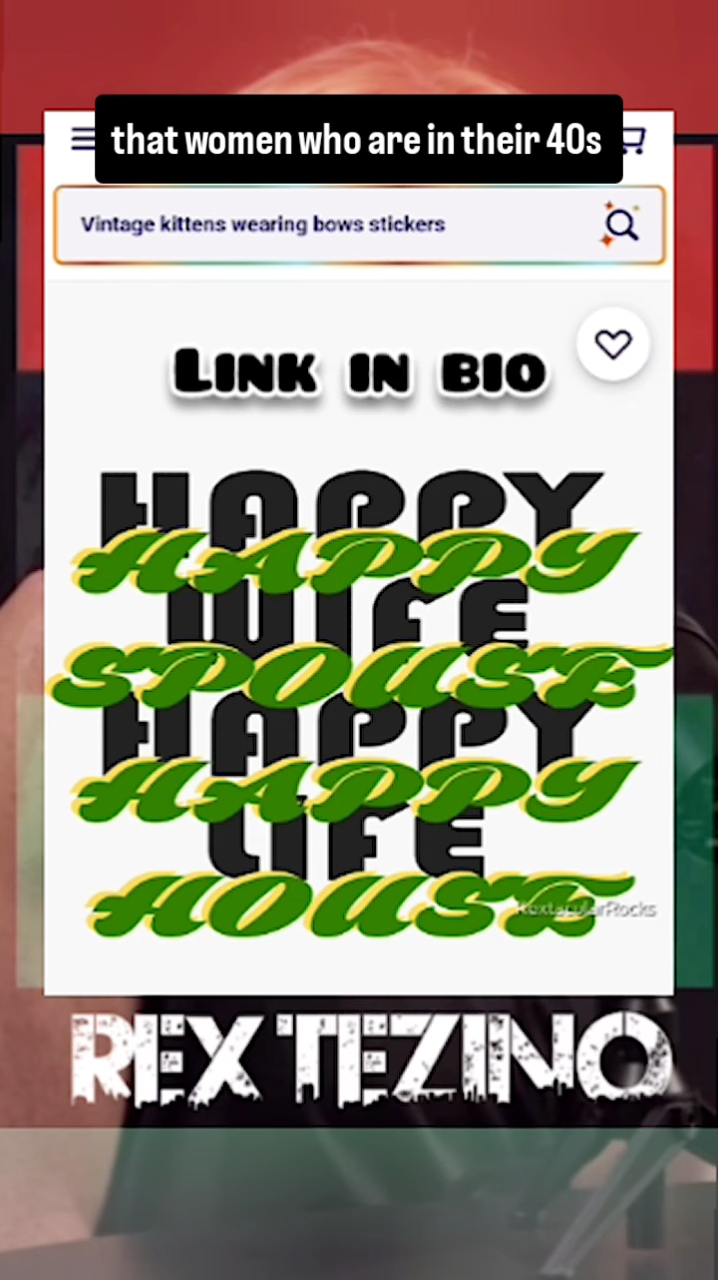 that women who are in their 40s
Vintage kittens wearing bows stickers
LINK IN BIO
HAPPY
HAPPY
WIFE
SPOUSE
HAPPY
HAPPY
LIFE
HOUSE
RextacularRocks
REX TEZINO